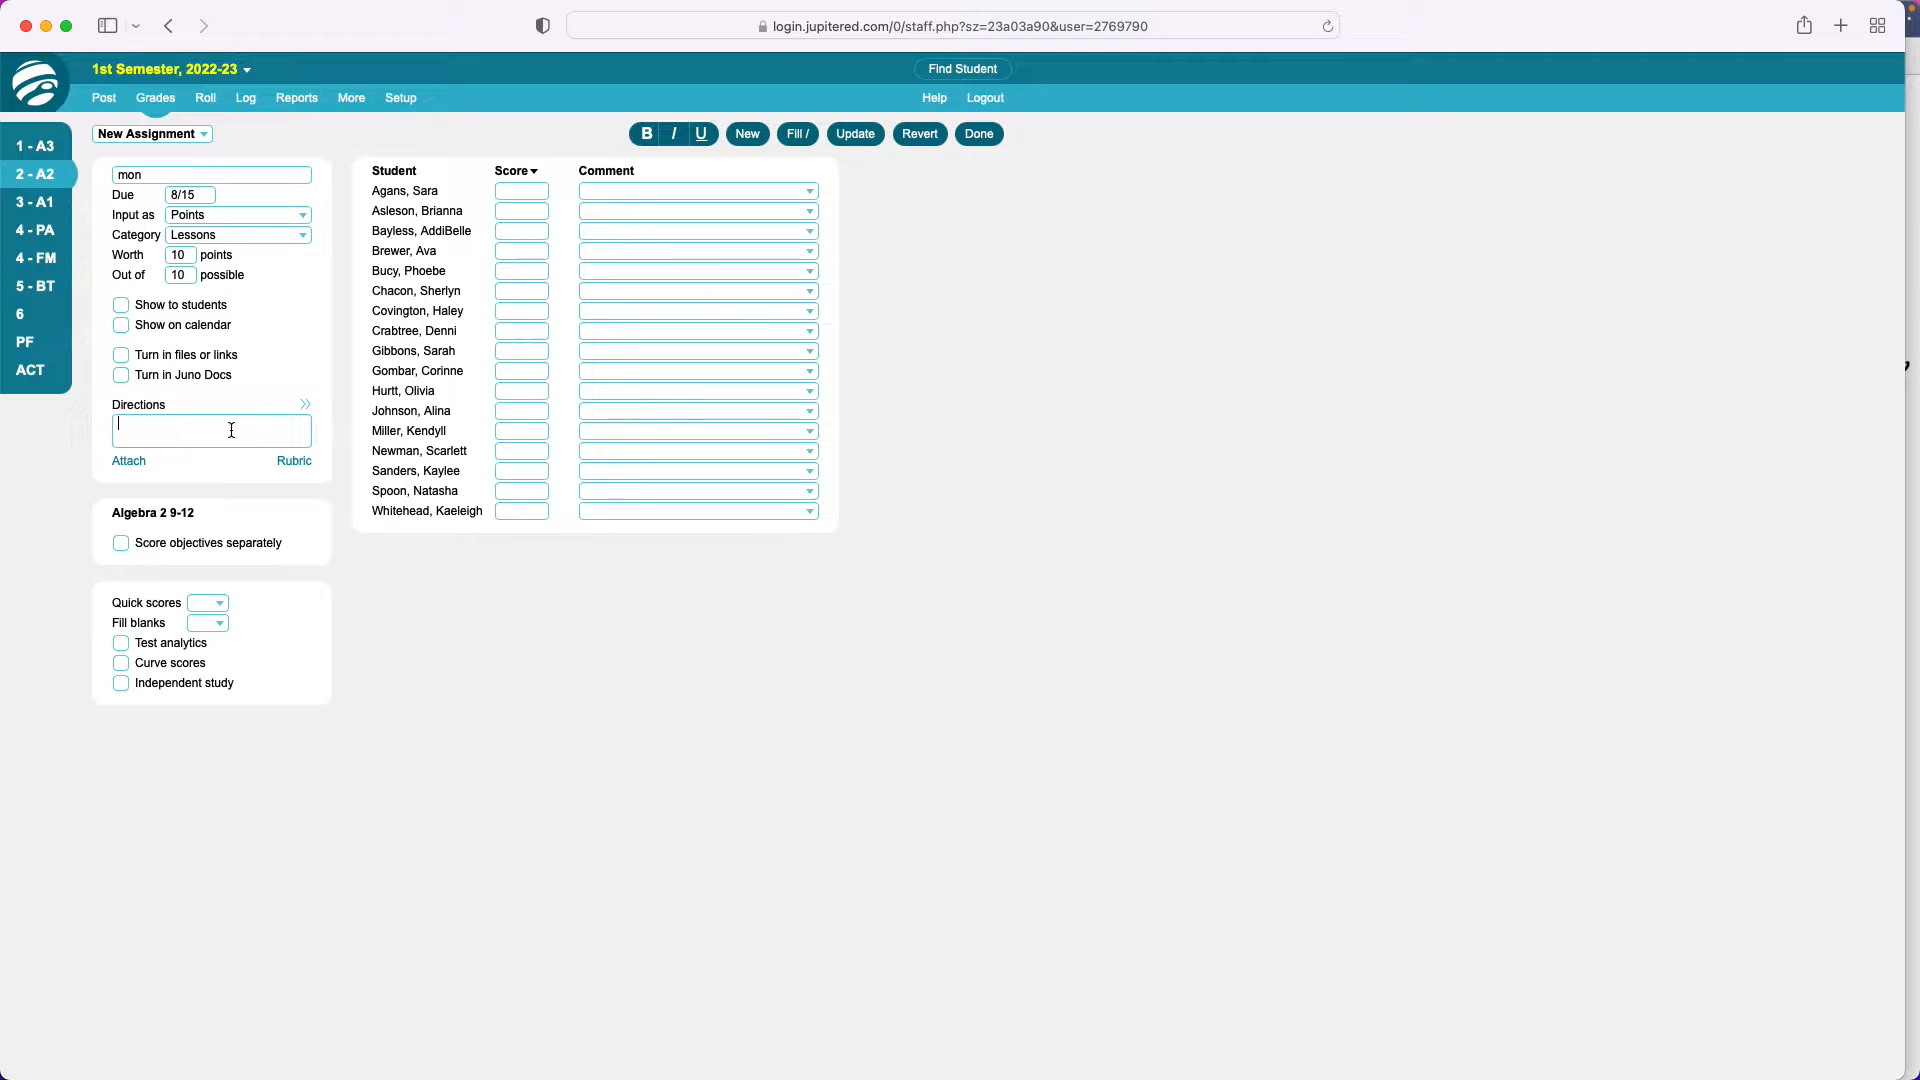 login.jupitered.com/0/staff.php?sz=23a03a90&user=2769790
1st Semester, 2022-23
Find Student
Post Grades Roll Log Reports More Setup Help Logout
New Assignment
B I U New Fill / Update Revert Done
1 - A3
2 - A2
3 - A1
4 - PA
4 - FM
5 - BT
6
PF
ACT
mon
Due 8/15
Input as Points
Category Lessons
Worth 10 points
Out of 10 possible
Show to students
Show on calendar
Turn in files or links
Turn in Juno Docs
Directions
Attach Rubric
Algebra 2 9-12
Score objectives separately
Quick scores
Fill blanks
Test analytics
Curve scores
Independent study
Student Score Comment
Agans, Sara
Asleson, Brianna
Bayless, AddiBelle
Brewer, Ava
Bucy, Phoebe
Chacon, Sherlyn
Covington, Haley
Crabtree, Denni
Gibbons, Sarah
Gombar, Corinne
Hurtt, Olivia
Johnson, Alina
Miller, Kendyll
Newman, Scarlett
Sanders, Kaylee
Spoon, Natasha
Whitehead, Kaeleigh